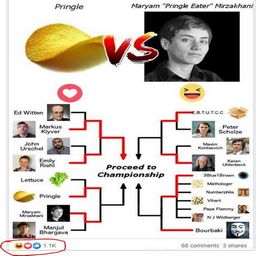 Pringle
Maryam "Pringle Eater" Mirzakhani
VS
Ed Witten
Markus
Klyver
John
Urschel
Emily
Riehl
Lettuce
Pringle
Maryam
Mirzakhani
Manjul
Bhargava
Proceed to
Championship
E.B.T.U.T.C.C
Peter
Scholze
Maxim
Kontsevich
Karen
Uhlenbeck
3Blue1Brown
Mathologer
Numberphile
Vihart
Papa Flammy
N J Wildberger
Bourbaki
1.1K
66 comments 3 shares